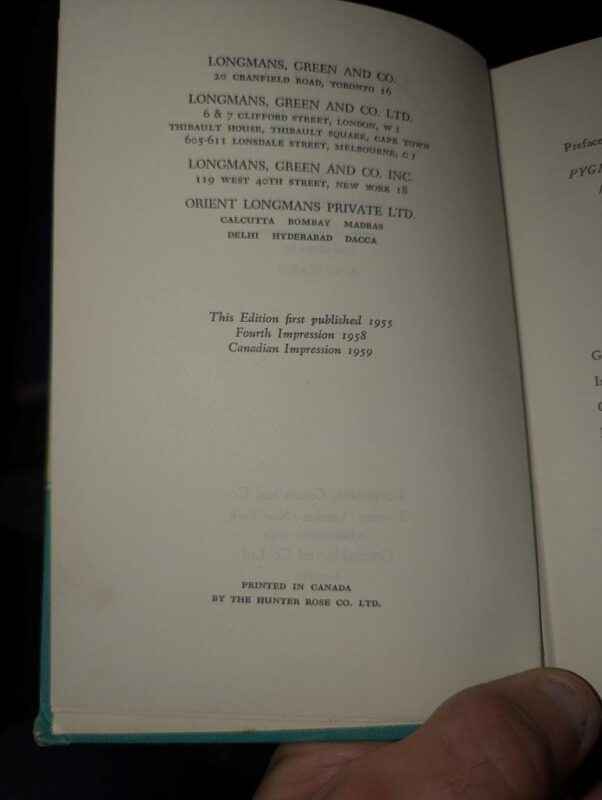 LONGMANS, GREEN AND CO.
20 CRANFIELD ROAD, TORONTO 16
LONGMANS, GREEN AND CO. LTD.
6 & 7 CLIFFORD STREET, LONDON, W 1
THIBAULT HOUSE, THIBAULT SQUARE, CAPE TOWN
605-611 LONSDALE STREET, MELBOURNE, C 1
LONGMANS, GREEN AND CO. INC.
119 WEST 40TH STREET, NEW YORK 18
ORIENT LONGMANS PRIVATE LTD.
CALCUTTA BOMBAY MADRAS
DELHI HYDERABAD DACCA
This Edition first published 1955
Fourth Impression 1958
Canadian Impression 1959
PRINTED IN CANADA
BY THE HUNTER ROSE CO. LTD.
Preface
PYGM